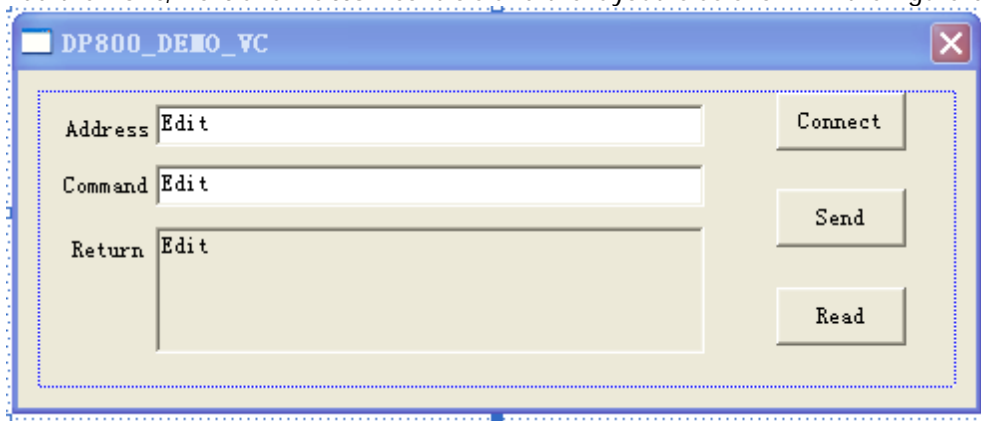 DP800_DEMO_VC
Address Edit Connect
Command Edit
Send
Return Edit
Read